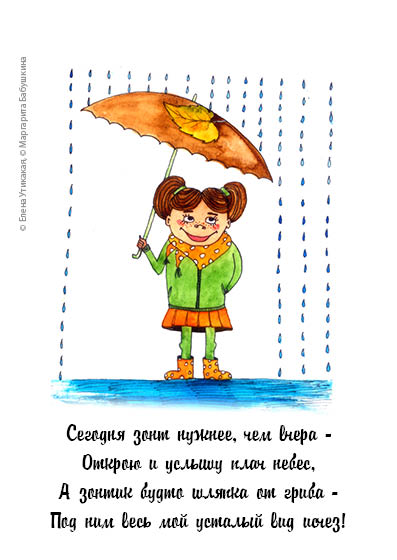 © Елена Утикакая, © Маргарита Бабушкина
Сегодня зонт нужнее, чем вчера -
Открою и услышу плач небес,
А зонтик будто шляпка от гриба -
Под ним весь мой усталый вид исчез!